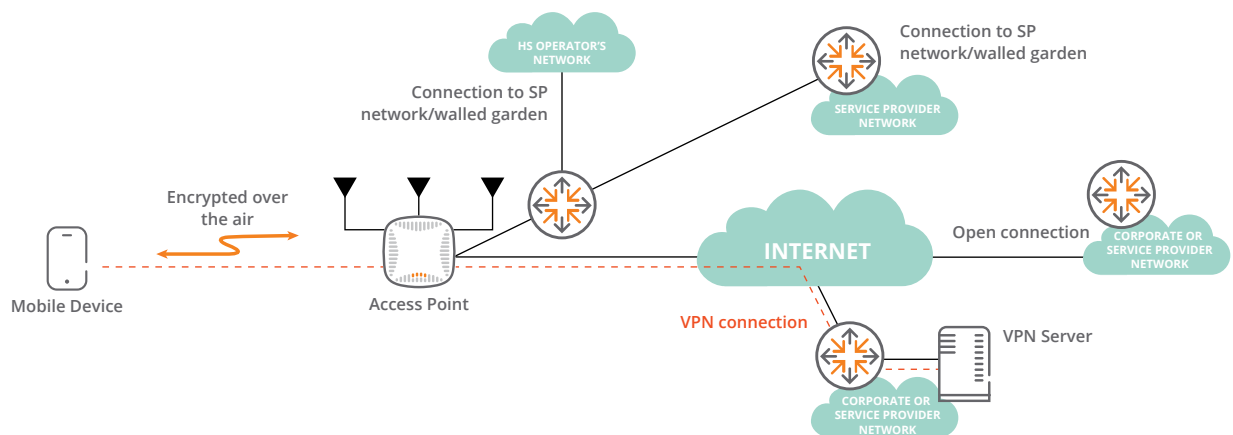 HS OPERATOR'S
NETWORK
Connection to SP
network/walled garden
Connection to SP
network/walled garden
SERVICE PROVIDER
NETWORK
Encrypted over
the air
Mobile Device
Access Point
INTERNET
Open connection
CORPORATE OR
SERVICE PROVIDER
NETWORK
VPN connection
VPN Server
CORPORATE OR
SERVICE PROVIDER
NETWORK